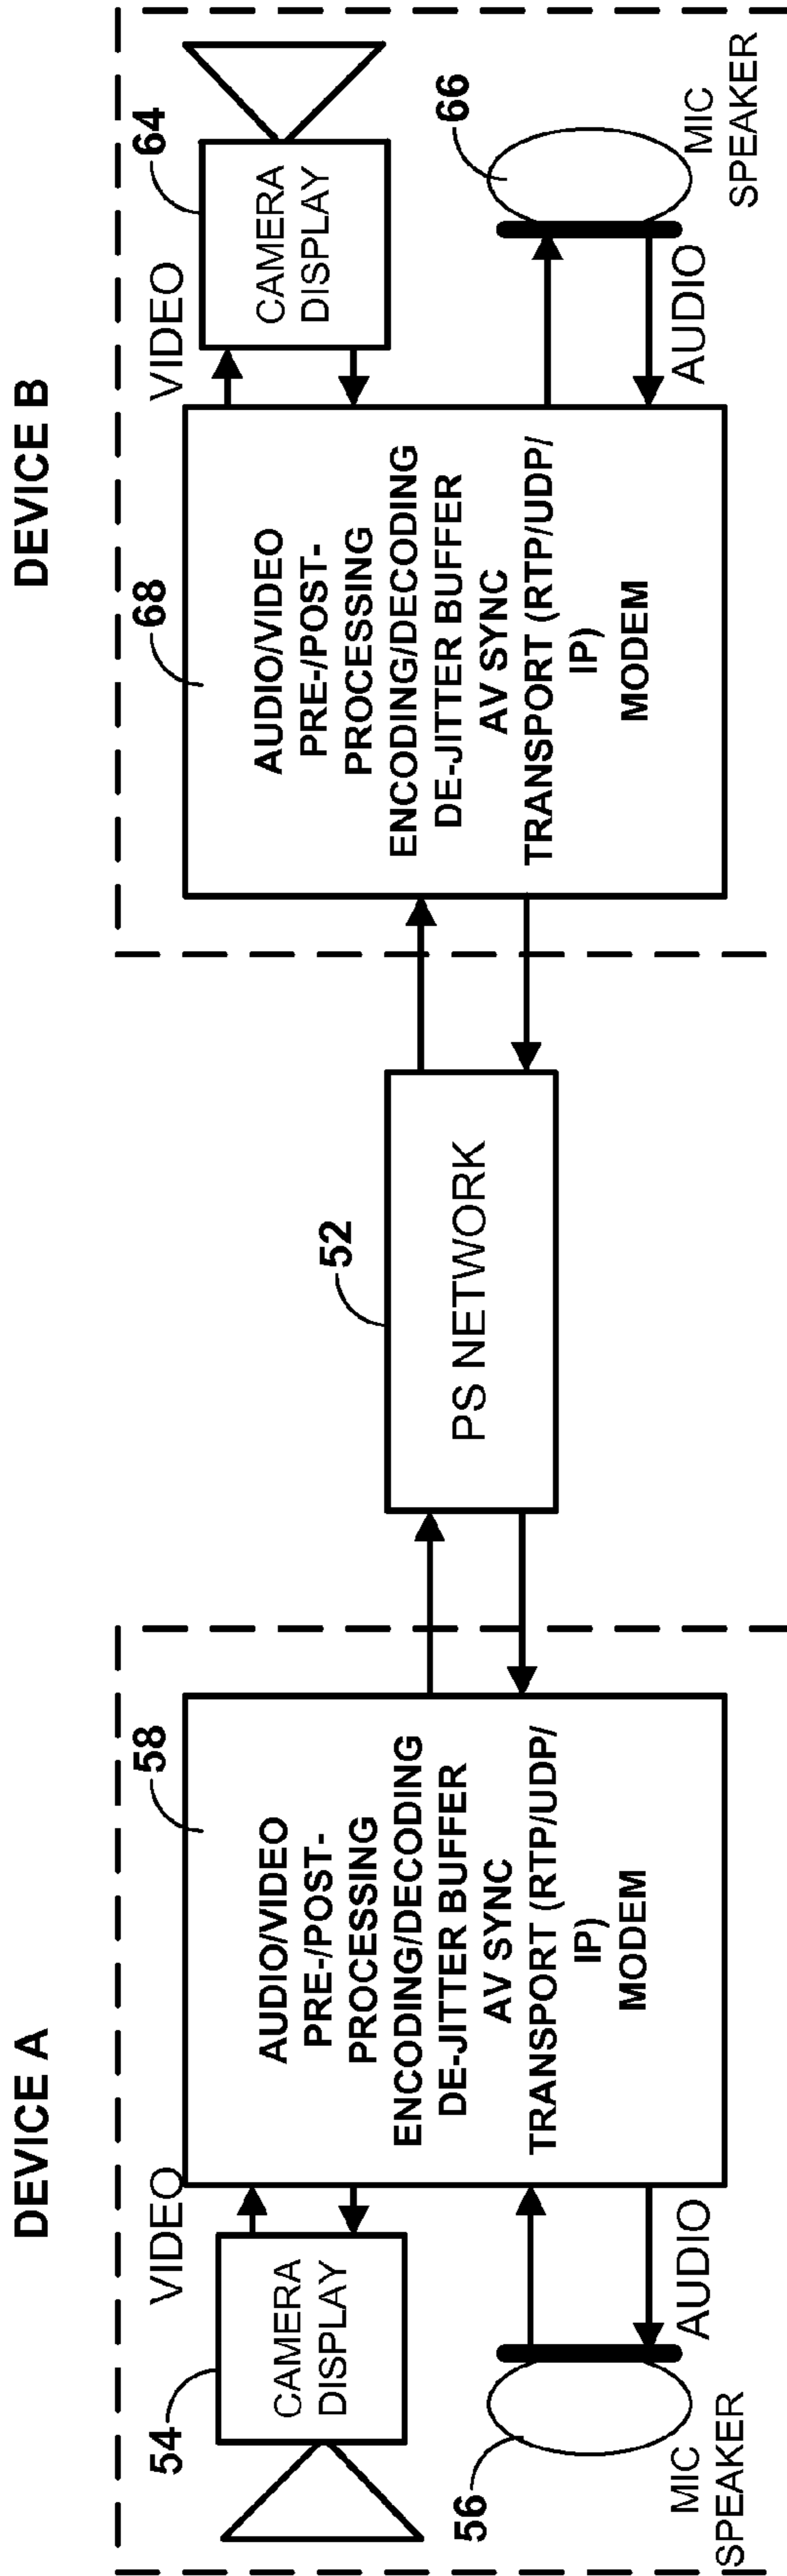 DEVICE A
DEVICE B
VIDEO
54
CAMERA
DISPLAY
56
MIC
SPEAKER
AUDIO
58
AUDIO/VIDEO
PRE-/POST-
PROCESSING
ENCODING/DECODING
DE-JITTER BUFFER
AV SYNC
TRANSPORT (RTP/UDP/
IP)
MODEM
52
PS NETWORK
68
AUDIO/VIDEO
PRE-/POST-
PROCESSING
ENCODING/DECODING
DE-JITTER BUFFER
AV SYNC
TRANSPORT (RTP/UDP/
IP)
MODEM
VIDEO
64
CAMERA
DISPLAY
66
MIC
SPEAKER
AUDIO